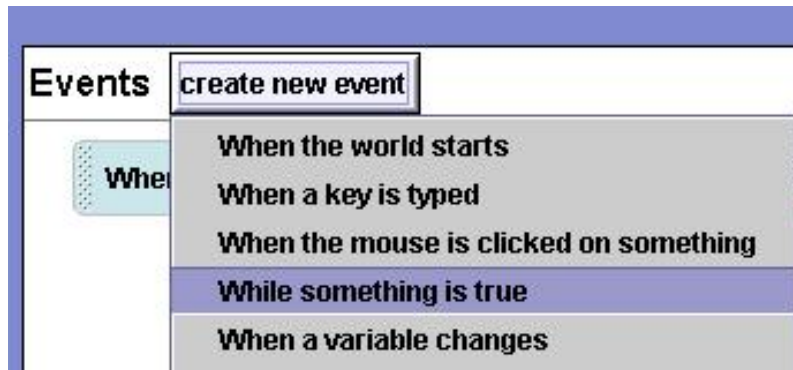 Events create new event
When the world starts
When a key is typed
When the mouse is clicked on something
While something is true
When a variable changes